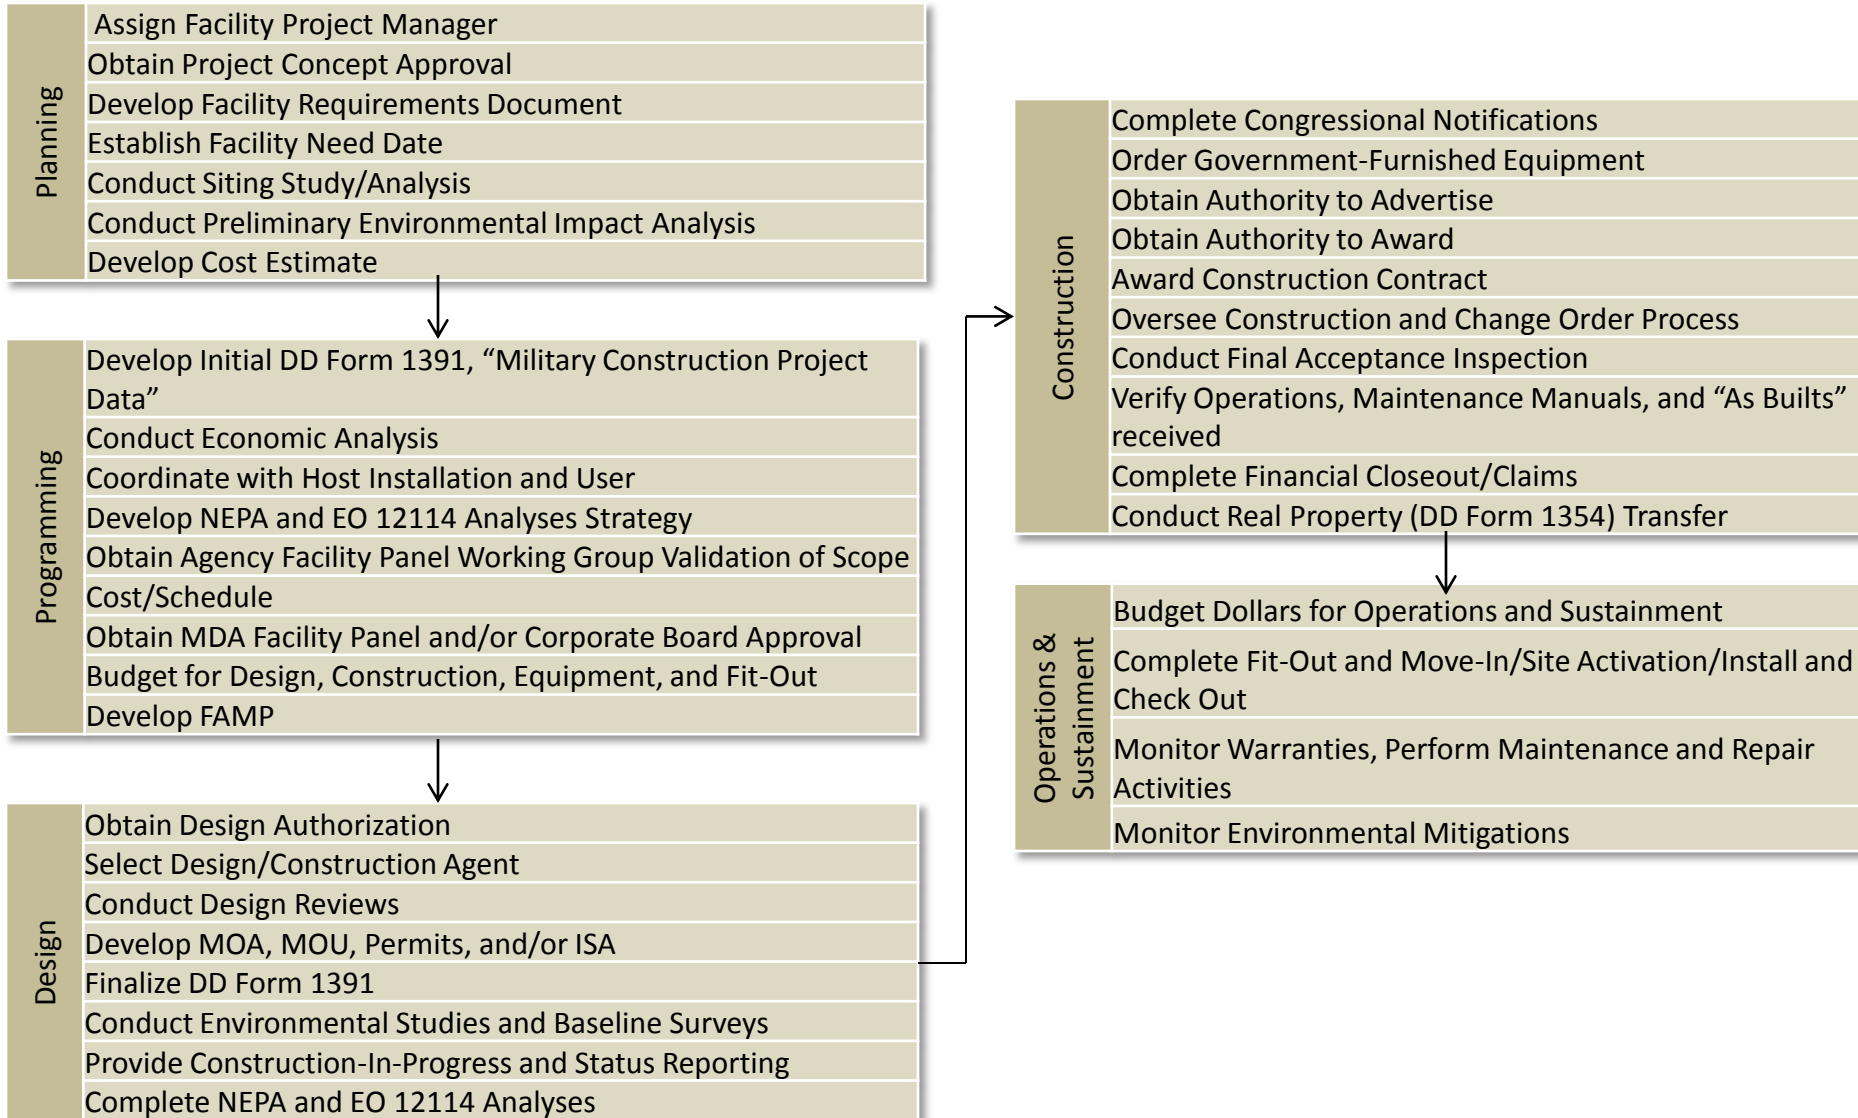 Planning
Assign Facility Project Manager
Obtain Project Concept Approval
Develop Facility Requirements Document
Establish Facility Need Date
Conduct Siting Study/Analysis
Conduct Preliminary Environmental Impact Analysis
Develop Cost Estimate
Programming
Develop Initial DD Form 1391, “Military Construction Project
Data”
Conduct Economic Analysis
Coordinate with Host Installation and User
Develop NEPA and EO 12114 Analyses Strategy
Obtain Agency Facility Panel Working Group Validation of Scope
Cost/Schedule
Obtain MDA Facility Panel and/or Corporate Board Approval
Budget for Design, Construction, Equipment, and Fit-Out
Develop FAMP
Design
Obtain Design Authorization
Select Design/Construction Agent
Conduct Design Reviews
Develop MOA, MOU, Permits, and/or ISA
Finalize DD Form 1391
Conduct Environmental Studies and Baseline Surveys
Provide Construction-In-Progress and Status Reporting
Complete NEPA and EO 12114 Analyses
Construction
Complete Congressional Notifications
Order Government-Furnished Equipment
Obtain Authority to Advertise
Obtain Authority to Award
Award Construction Contract
Oversee Construction and Change Order Process
Conduct Final Acceptance Inspection
Verify Operations, Maintenance Manuals, and “As Builts”
received
Complete Financial Closeout/Claims
Conduct Real Property (DD Form 1354) Transfer
Operations &
Sustainment
Budget Dollars for Operations and Sustainment
Complete Fit-Out and Move-In/Site Activation/Install and
Check Out
Monitor Warranties, Perform Maintenance and Repair
Activities
Monitor Environmental Mitigations